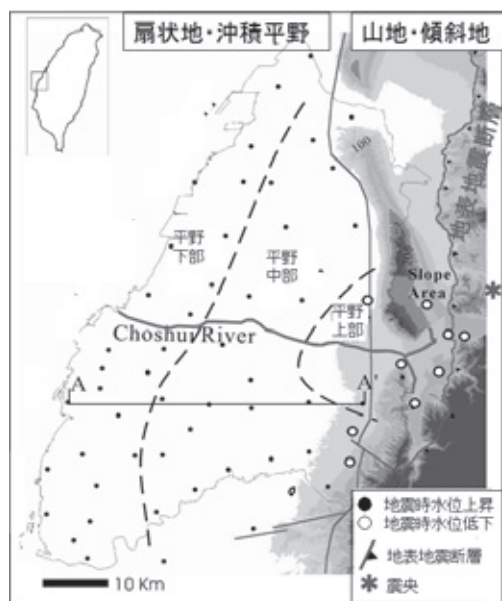 扇状地・沖積平野
山地・傾斜地
100
地表地震断層
平野
下部
平野
中部
平野
上部
Slope
Area
Choshui River
A
A'
震央
地震時水位上昇
地震時水位低下
地表地震断層
震央
10 Km